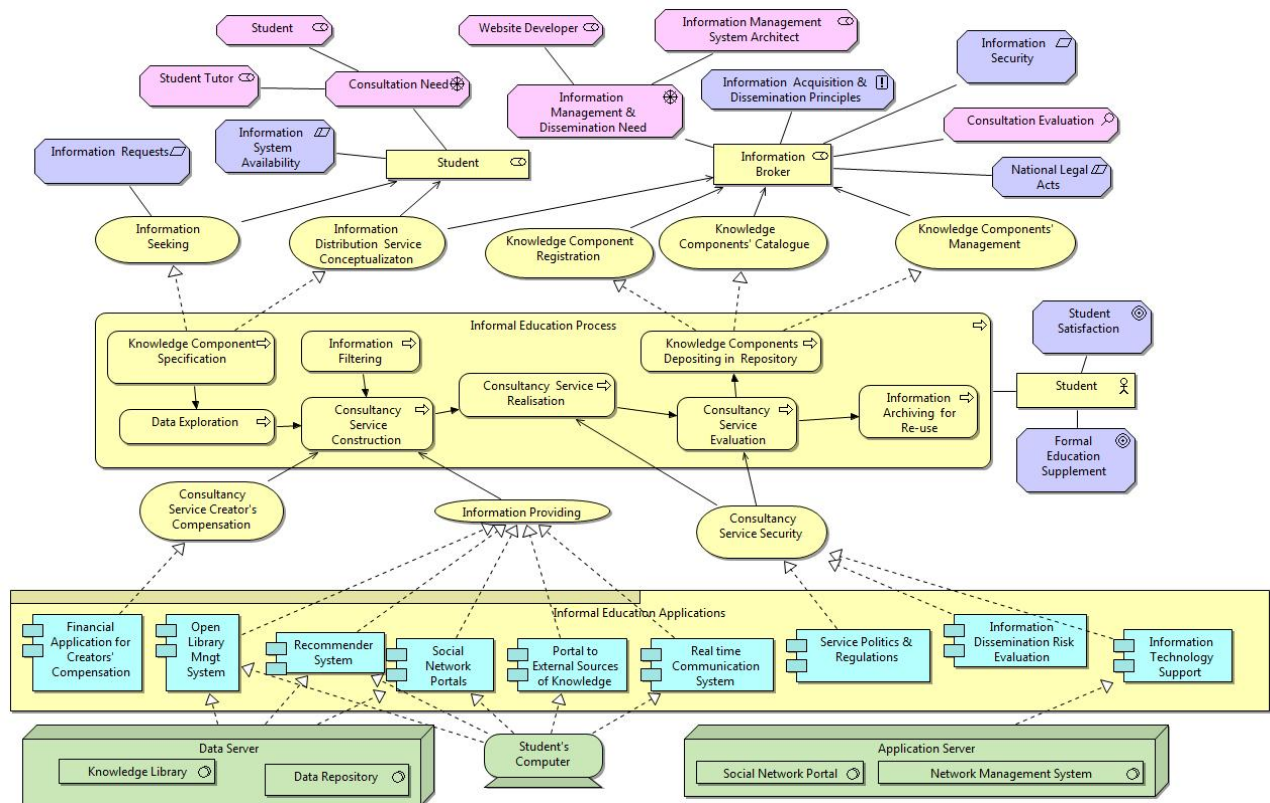 Student
Website Developer
Information Management
System Architect
Information
Security
Student Tutor
Consultation Need
Information
Management &
Dissemination Need
Information Acquisition &
Dissemination Principles
Consultation Evaluation
Information Requests
Information
System
Availability
Student
Information
Broker
National Legal
Acts
Information
Seeking
Information
Distribution Service
Conceptualizaton
Knowledge Component
Registration
Knowledge
Components' Catalogue
Knowledge Components'
Management
Informal Education Process
Knowledge Component
Specification
Information
Filtering
Knowledge Components
Depositing in Repository
Student
Satisfaction
Student
Data Exploration
Consultancy
Service
Construction
Consultancy Service
Realisation
Consultancy
Service
Evaluation
Information
Archiving for
Re-use
Formal
Education
Supplement
Consultancy
Service Creator's
Compensation
Information Providing
Consultancy
Service Security
Informal Education Applications
Financial
Application for
Creators'
Compensation
Open
Library
Mngt
System
Recommender
System
Social
Network
Portals
Portal to
External Sources
of Knowledge
Real time
Communication
System
Service Politics &
Regulations
Information
Dissemination Risk
Evaluation
Information
Technology
Support
Data Server
Knowledge Library
Data Repository
Student's
Computer
Application Server
Social Network Portal
Network Management System